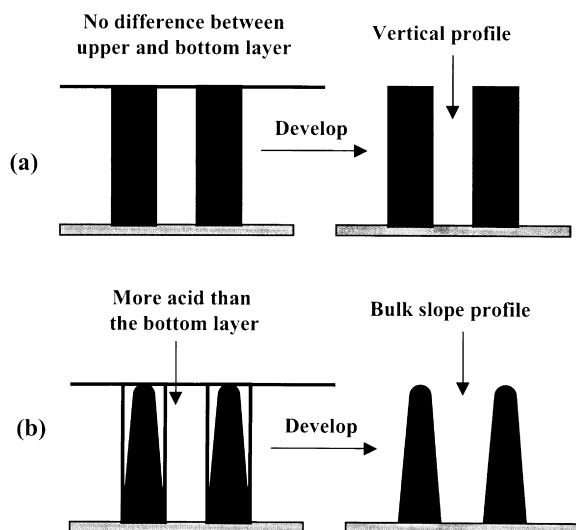 No difference between
upper and bottom layer
Vertical profile
Develop
(a)
More acid than
the bottom layer
Bulk slope profile
Develop
(b)